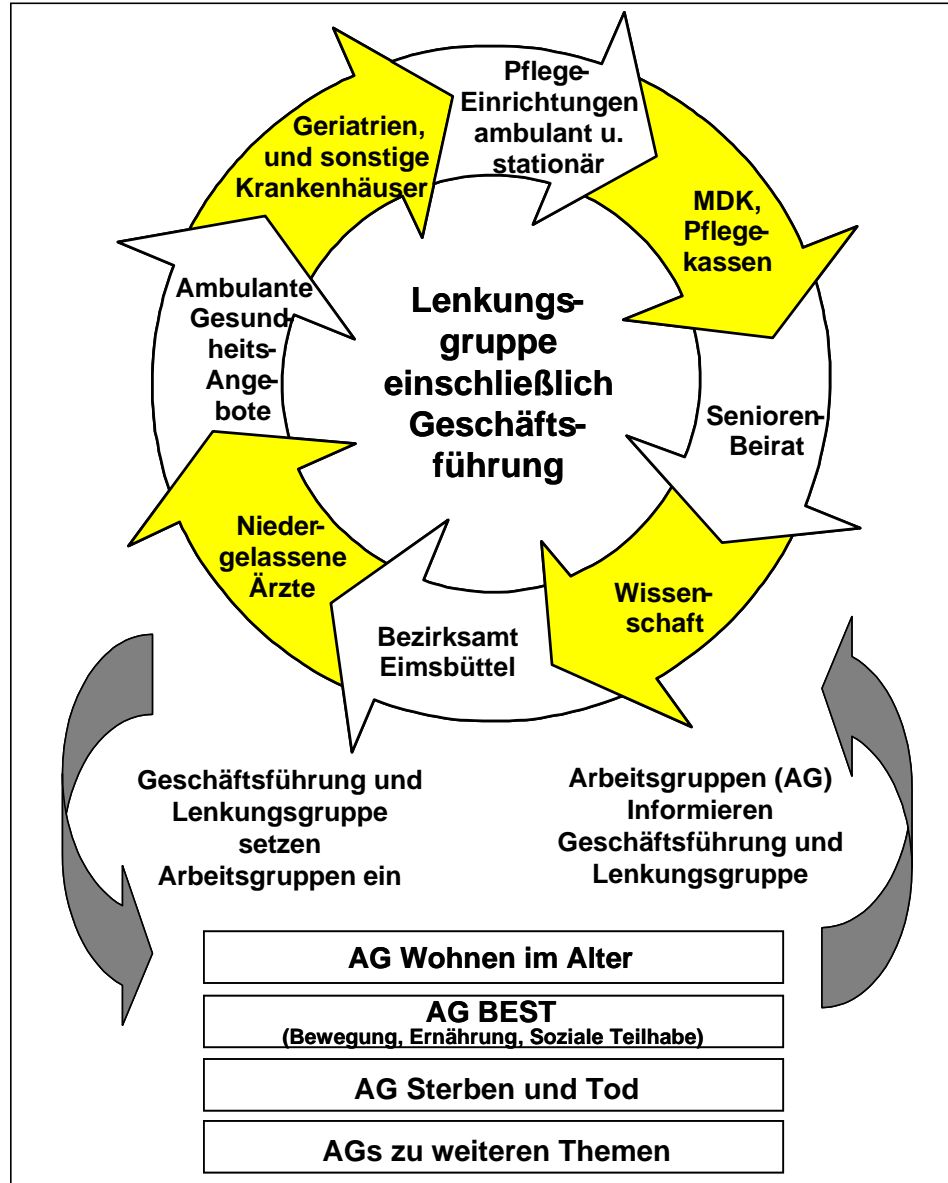 Pflege-
Einrichtungen
ambulant u.
stationär
Geriatrien,
und sonstige
Krankenhäuser
MDK,
Pflege-
kassen
Ambulante
Gesund-
heits-
Ange-
bote
Lenkungs-
gruppe
einschließlich
Geschäfts-
führung
Senioren-
Beirat
Nieder-
gelassene
Ärzte
Wissen-
schaft
Bezirksamt
Eimsbüttel
Geschäftsführung und
Lenkungsgruppe
setzen
Arbeitsgruppen ein
Arbeitsgruppen (AG)
Informieren
Geschäftsführung und
Lenkungsgruppe
AG Wohnen im Alter
AG BEST
(Bewegung, Ernährung, Soziale Teilhabe)
AG Sterben und Tod
AGs zu weiteren Themen